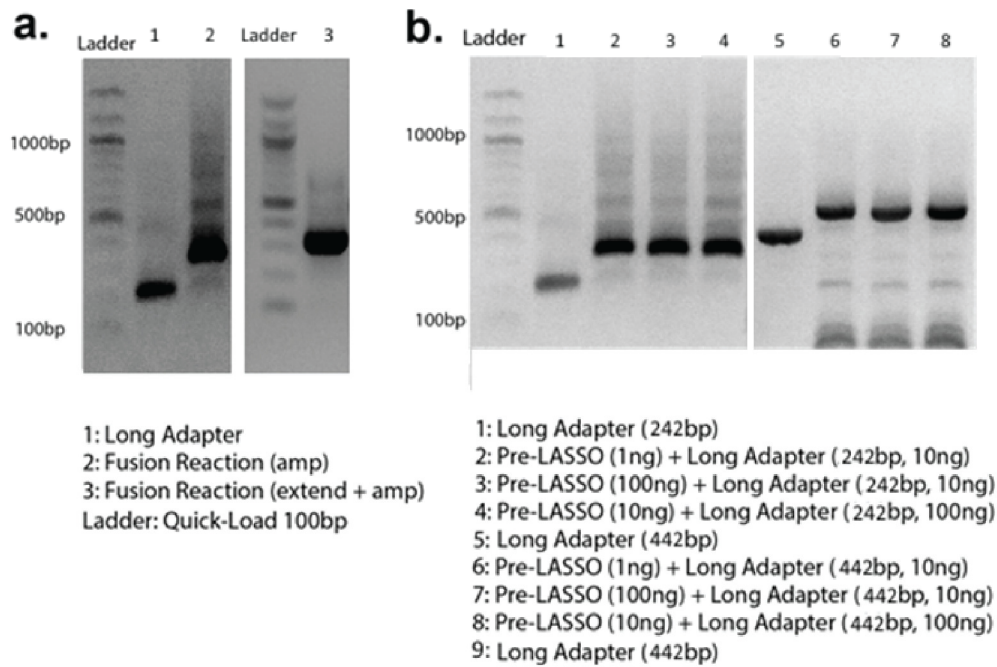 a.
Ladder 1 2 Ladder 3
1000bp
500bp
100bp
1: Long Adapter
2: Fusion Reaction (amp)
3: Fusion Reaction (extend + amp)
Ladder: Quick-Load 100bp
b.
Ladder 1 2 3 4 5 6 7 8
1000bp
500bp
100bp
1: Long Adapter (242bp)
2: Pre-LASSO (1ng) + Long Adapter (242bp, 10ng)
3: Pre-LASSO (100ng) + Long Adapter (242bp, 10ng)
4: Pre-LASSO (10ng) + Long Adapter (242bp, 100ng)
5: Long Adapter (442bp)
6: Pre-LASSO (1ng) + Long Adapter (442bp, 10ng)
7: Pre-LASSO (100ng) + Long Adapter (442bp, 10ng)
8: Pre-LASSO (10ng) + Long Adapter (442bp, 100ng)
9: Long Adapter (442bp)